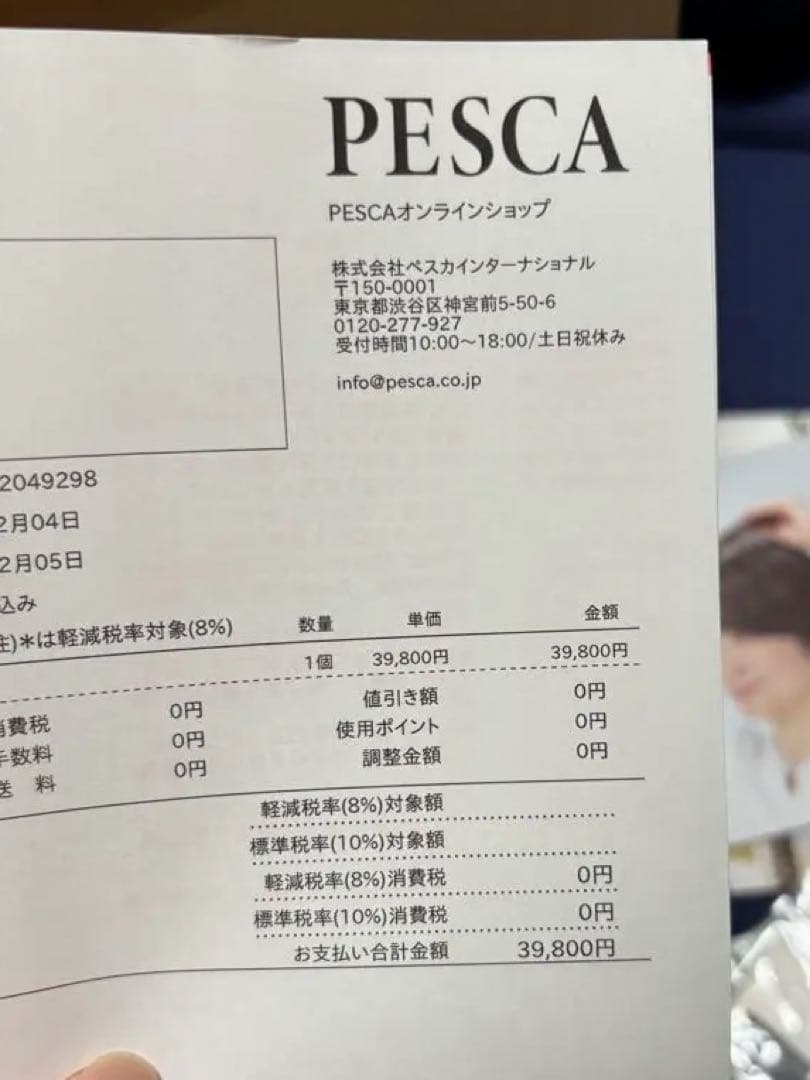 PESCA
PESCAオンラインショップ
株式会社ペスカインターナショナル
〒150-0001
東京都渋谷区神宮前5-50-6
0120-277-927
受付時間10:00〜18:00/土日祝休み
info@pesca.co.jp
2049298
2月04日
2月05日
込み
注)*は軽減税率対象(8%) 数量 単価 金額
1個 39,800円 39,800円
消費税 0円 値引き額 0円
手数料 0円 使用ポイント 0円
送 料 0円 調整金額 0円
軽減税率(8%)対象額
標準税率(10%)対象額
軽減税率(8%)消費税 0円
標準税率(10%)消費税 0円
お支払い合計金額 39,800円